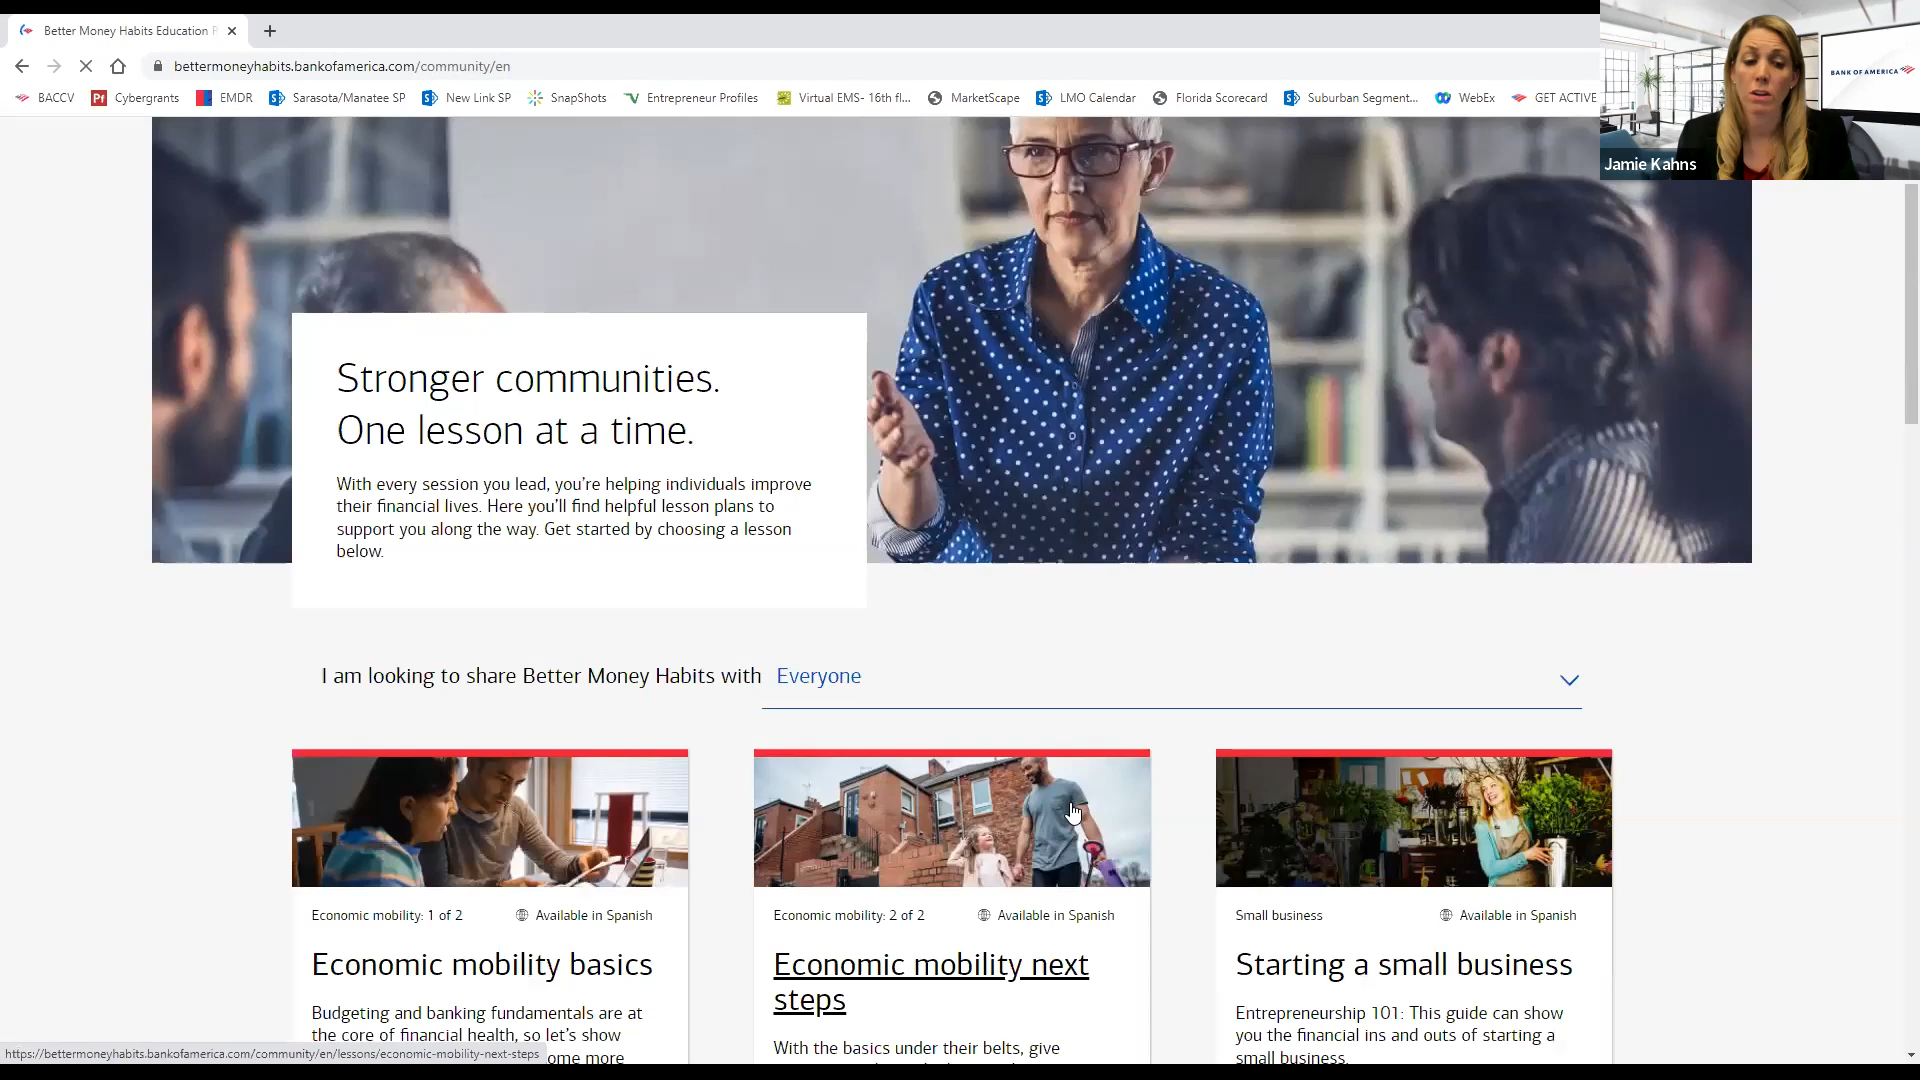 Better Money Habits Education P
bettermoneyhabits.bankofamerica.com/community/en
BACCV Cybergrants EMDR Sarasota/Manatee SP New Link SP SnapShots Entrepreneur Profiles Virtual EMS- 16th fl... MarketScape LMO Calendar Florida Scorecard Suburban Segment... WebEx GET ACTIVE
BANK OF AMERICA
Jamie Kahns
Stronger communities.
One lesson at a time.
With every session you lead, you're helping individuals improve
their financial lives. Here you'll find helpful lesson plans to
support you along the way. Get started by choosing a lesson
below.
I am looking to share Better Money Habits with Everyone
Economic mobility: 1 of 2 Available in Spanish
Economic mobility basics
Budgeting and banking fundamentals are at
the core of financial health, so let's show
ome more
Economic mobility: 2 of 2 Available in Spanish
Economic mobility next
steps
With the basics under their belts, give
Small business Available in Spanish
Starting a small business
Entrepreneurship 101: This guide can show
you the financial ins and outs of starting a
small business.
https://bettermoneyhabits.bankofamerica.com/community/en/lessons/economic-mobility-next-steps